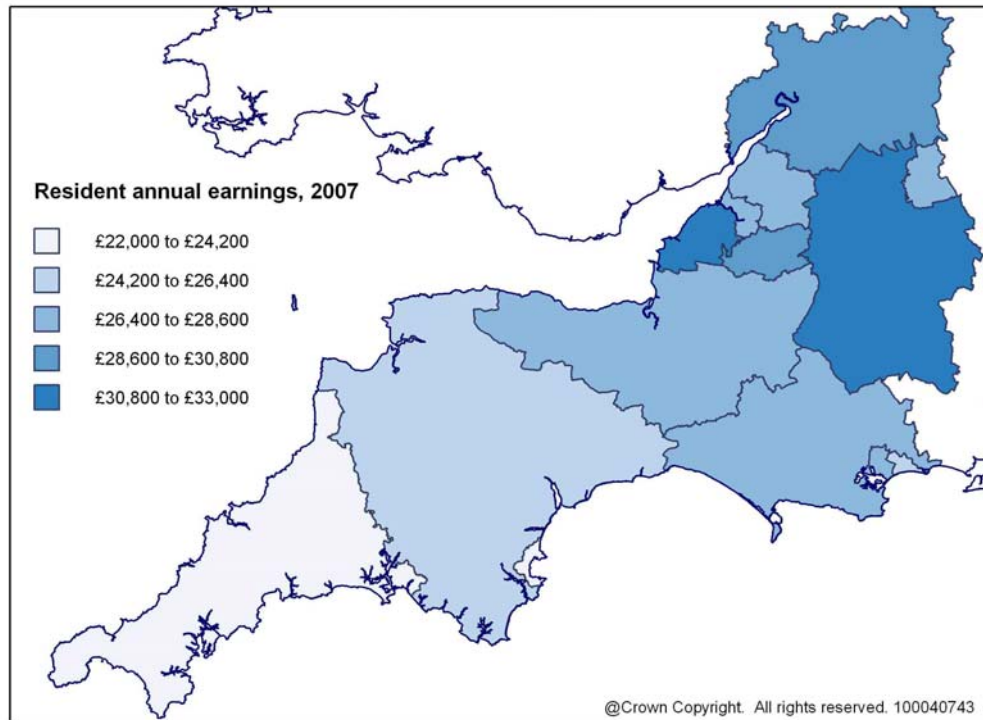 Resident annual earnings, 2007
£22,000 to £24,200
£24,200 to £26,400
£26,400 to £28,600
£28,600 to £30,800
£30,800 to £33,000
@Crown Copyright. All rights reserved. 100040743